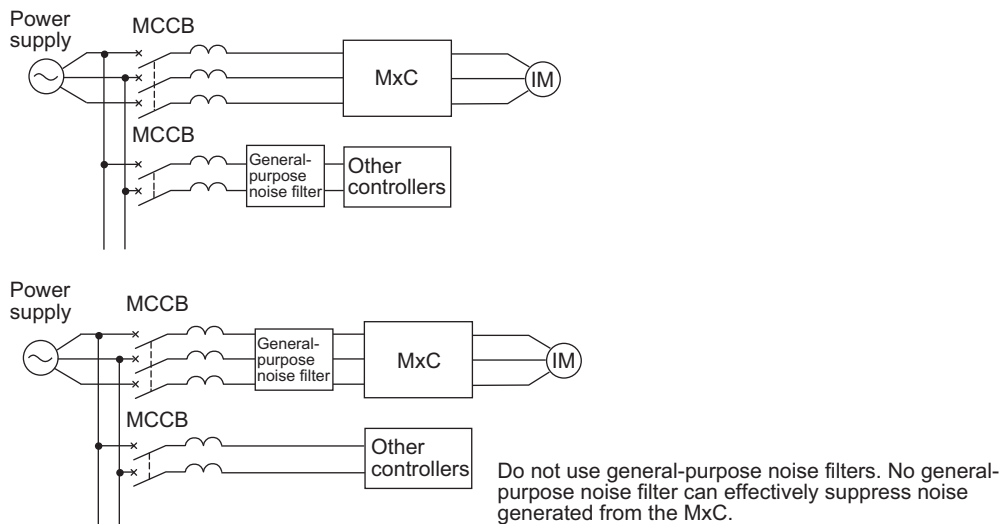 Power
supply
MCCB
MxC
IM
MCCB
General-
purpose
noise filter
Other
controllers
Power
supply
MCCB
General-
purpose
noise filter
MxC
IM
MCCB
Other
controllers
Do not use general-purpose noise filters. No general-
purpose noise filter can effectively suppress noise
generated from the MxC.